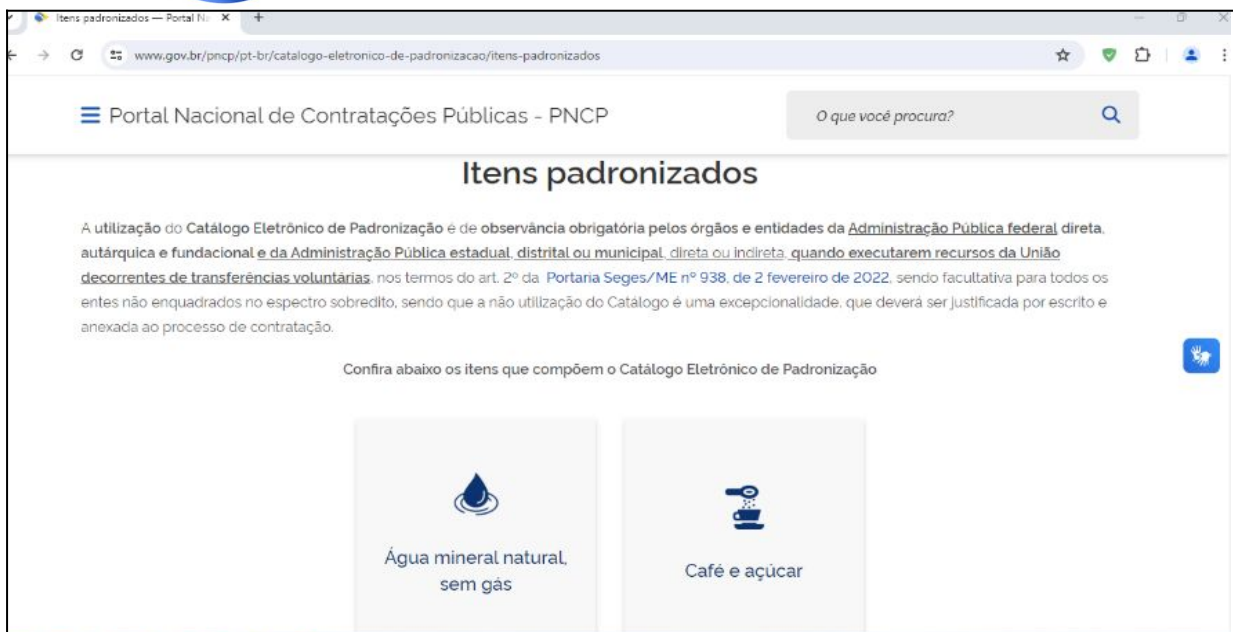 Itens padronizados — Portal Na
www.gov.br/pncp/pt-br/catalogo-eletronico-de-padronizacao/itens-padronizados
Portal Nacional de Contratações Públicas - PNCP
O que você procura?
Itens padronizados
A utilização do Catálogo Eletrônico de Padronização é de observância obrigatória pelos órgãos e entidades da Administração Pública federal direta,
autárquica e fundacional e da Administração Pública estadual, distrital ou municipal, direta ou indireta, quando executarem recursos da União
decorrentes de transferências voluntárias, nos termos do art. 2º da Portaria Seges/ME nº 938, de 2 fevereiro de 2022, sendo facultativa para todos os
entes não enquadrados no espectro sobredito, sendo que a não utilização do Catálogo é uma excepcionalidade, que deverá ser justificada por escrito e
anexada ao processo de contratação.
Confira abaixo os itens que compõem o Catálogo Eletrônico de Padronização
Água mineral natural,
sem gás
Café e açúcar